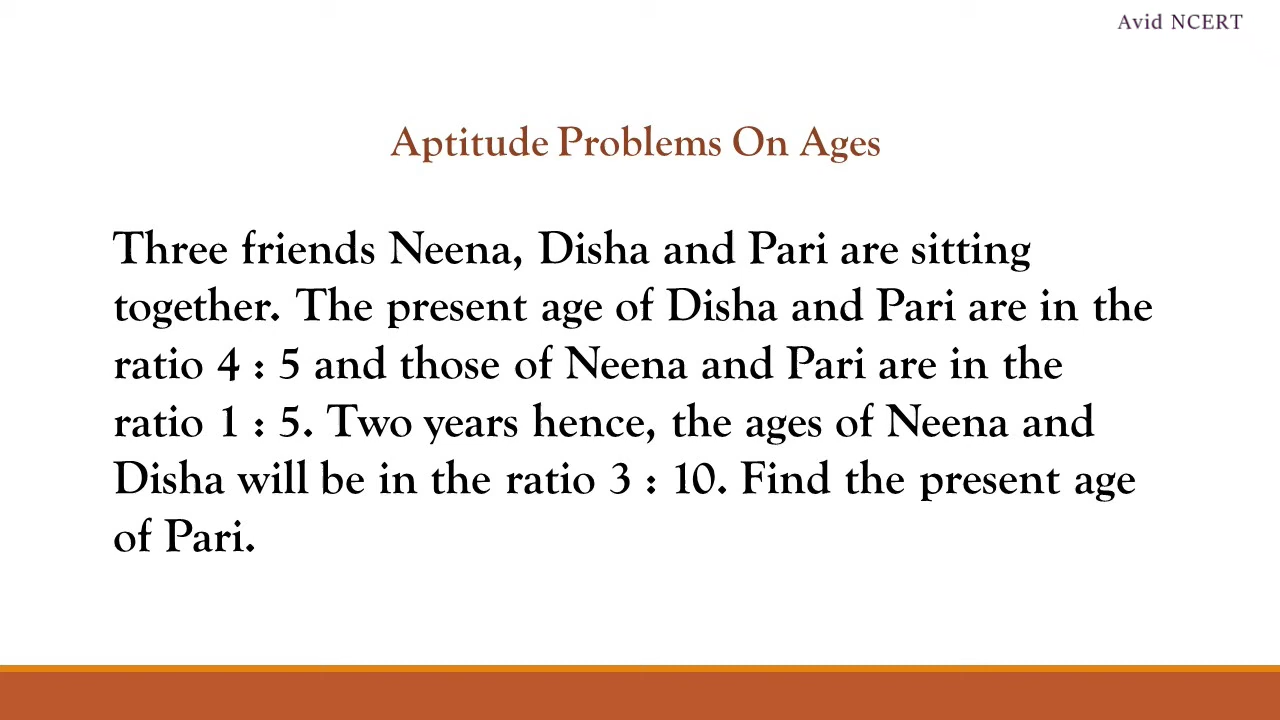 Avid NCERT
Aptitude Problems On Ages
Three friends Neena, Disha and Pari are sitting
together. The present age of Disha and Pari are in the
ratio 4 : 5 and those of Neena and Pari are in the
ratio 1 : 5. Two years hence, the ages of Neena and
Disha will be in the ratio 3 : 10. Find the present age
of Pari.